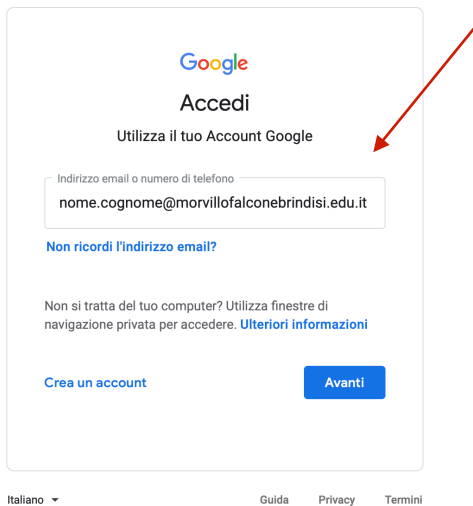 Google
Accedi
Utilizza il tuo Account Google
Indirizzo email o numero di telefono
nome.cognome@morvillofalconebrindisi.edu.it
Non ricordi l'indirizzo email?
Non si tratta del tuo computer? Utilizza finestre di
navigazione privata per accedere. Ulteriori informazioni
Crea un account
Avanti
Italiano
Guida Privacy Termini